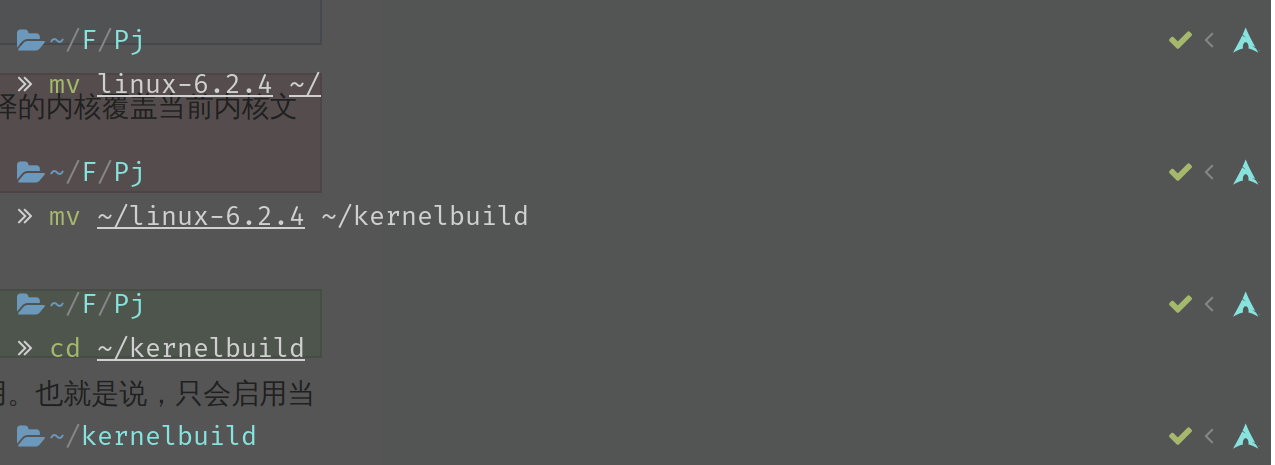 ~/F/Pj
» mv linux-6.2.4 ~/
译的内核覆盖当前内核文
~/F/Pj
» mv ~/linux-6.2.4 ~/kernelbuild
~/F/Pj
» cd ~/kernelbuild
。也就是说，只会启用当
~/kernelbuild